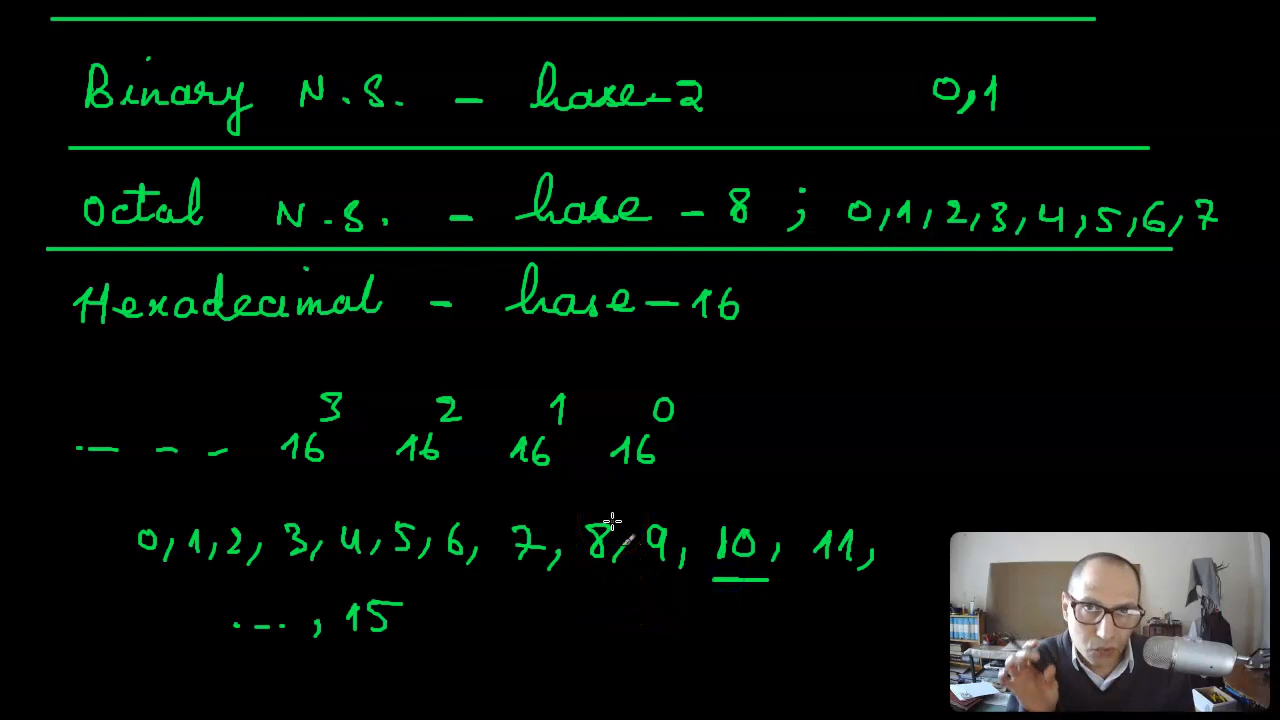 Binary N.S. - base-2 0,1
Octal N.S. - base - 8 ; 0,1,2,3,4,5,6,7
Hexadecimal - base-16
--- - - 16^3 16^2 16^1 16^0
0,1,2,3,4,5,6,7,8,9,10,11,
...,15